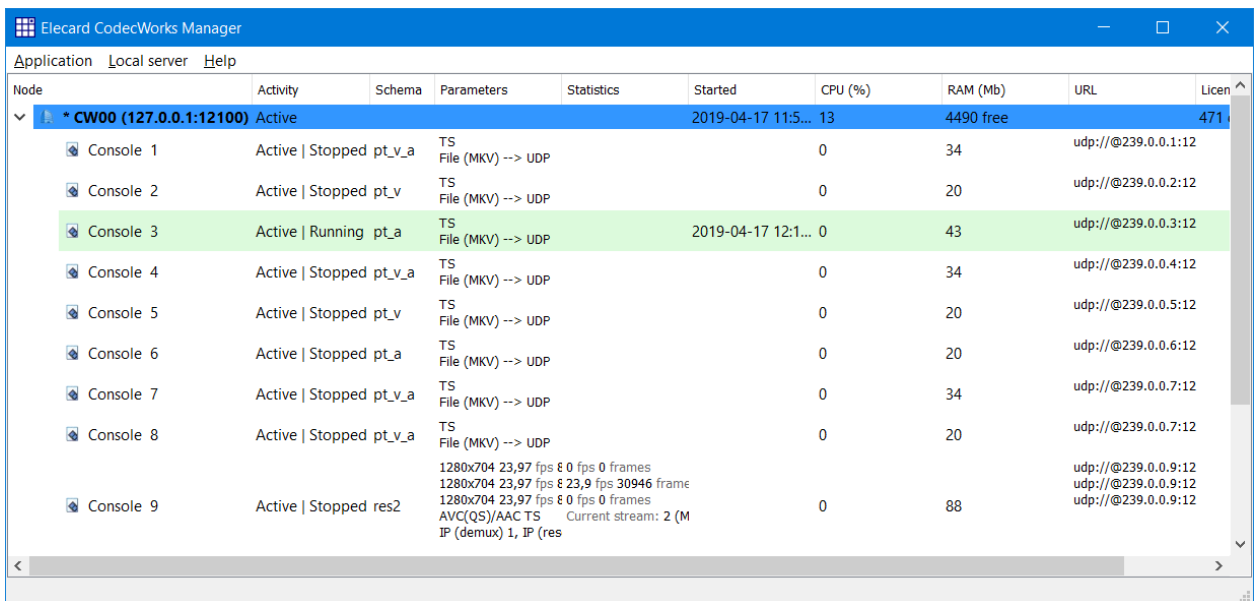 Elecard CodecWorks Manager
Application Local server Help
Node Activity Schema Parameters Statistics Started CPU (%) RAM (Mb) URL Licen
* CW00 (127.0.0.1:12100) Active 2019-04-17 11:5... 13 4490 free 471
Console 1 Active | Stopped pt_v_a TS File (MKV) --> UDP 0 34 udp://@239.0.0.1:12
Console 2 Active | Stopped pt_v TS File (MKV) --> UDP 0 20 udp://@239.0.0.2:12
Console 3 Active | Running pt_a TS File (MKV) --> UDP 2019-04-17 12:1... 0 43 udp://@239.0.0.3:12
Console 4 Active | Stopped pt_v_a TS File (MKV) --> UDP 0 34 udp://@239.0.0.4:12
Console 5 Active | Stopped pt_v TS File (MKV) --> UDP 0 20 udp://@239.0.0.5:12
Console 6 Active | Stopped pt_a TS File (MKV) --> UDP 0 20 udp://@239.0.0.6:12
Console 7 Active | Stopped pt_v_a TS File (MKV) --> UDP 0 34 udp://@239.0.0.7:12
Console 8 Active | Stopped pt_v_a TS File (MKV) --> UDP 0 20 udp://@239.0.0.7:12
1280x704 23,97 fps 8 0 fps 0 frames udp://@239.0.0.9:12
1280x704 23,97 fps 8 23,9 fps 30946 frame udp://@239.0.0.9:12
1280x704 23,97 fps 8 0 fps 0 frames udp://@239.0.0.9:12
Console 9 Active | Stopped res2 0 88
AVC(QS)/AAC TS Current stream: 2 (M
IP (demux) 1, IP (res